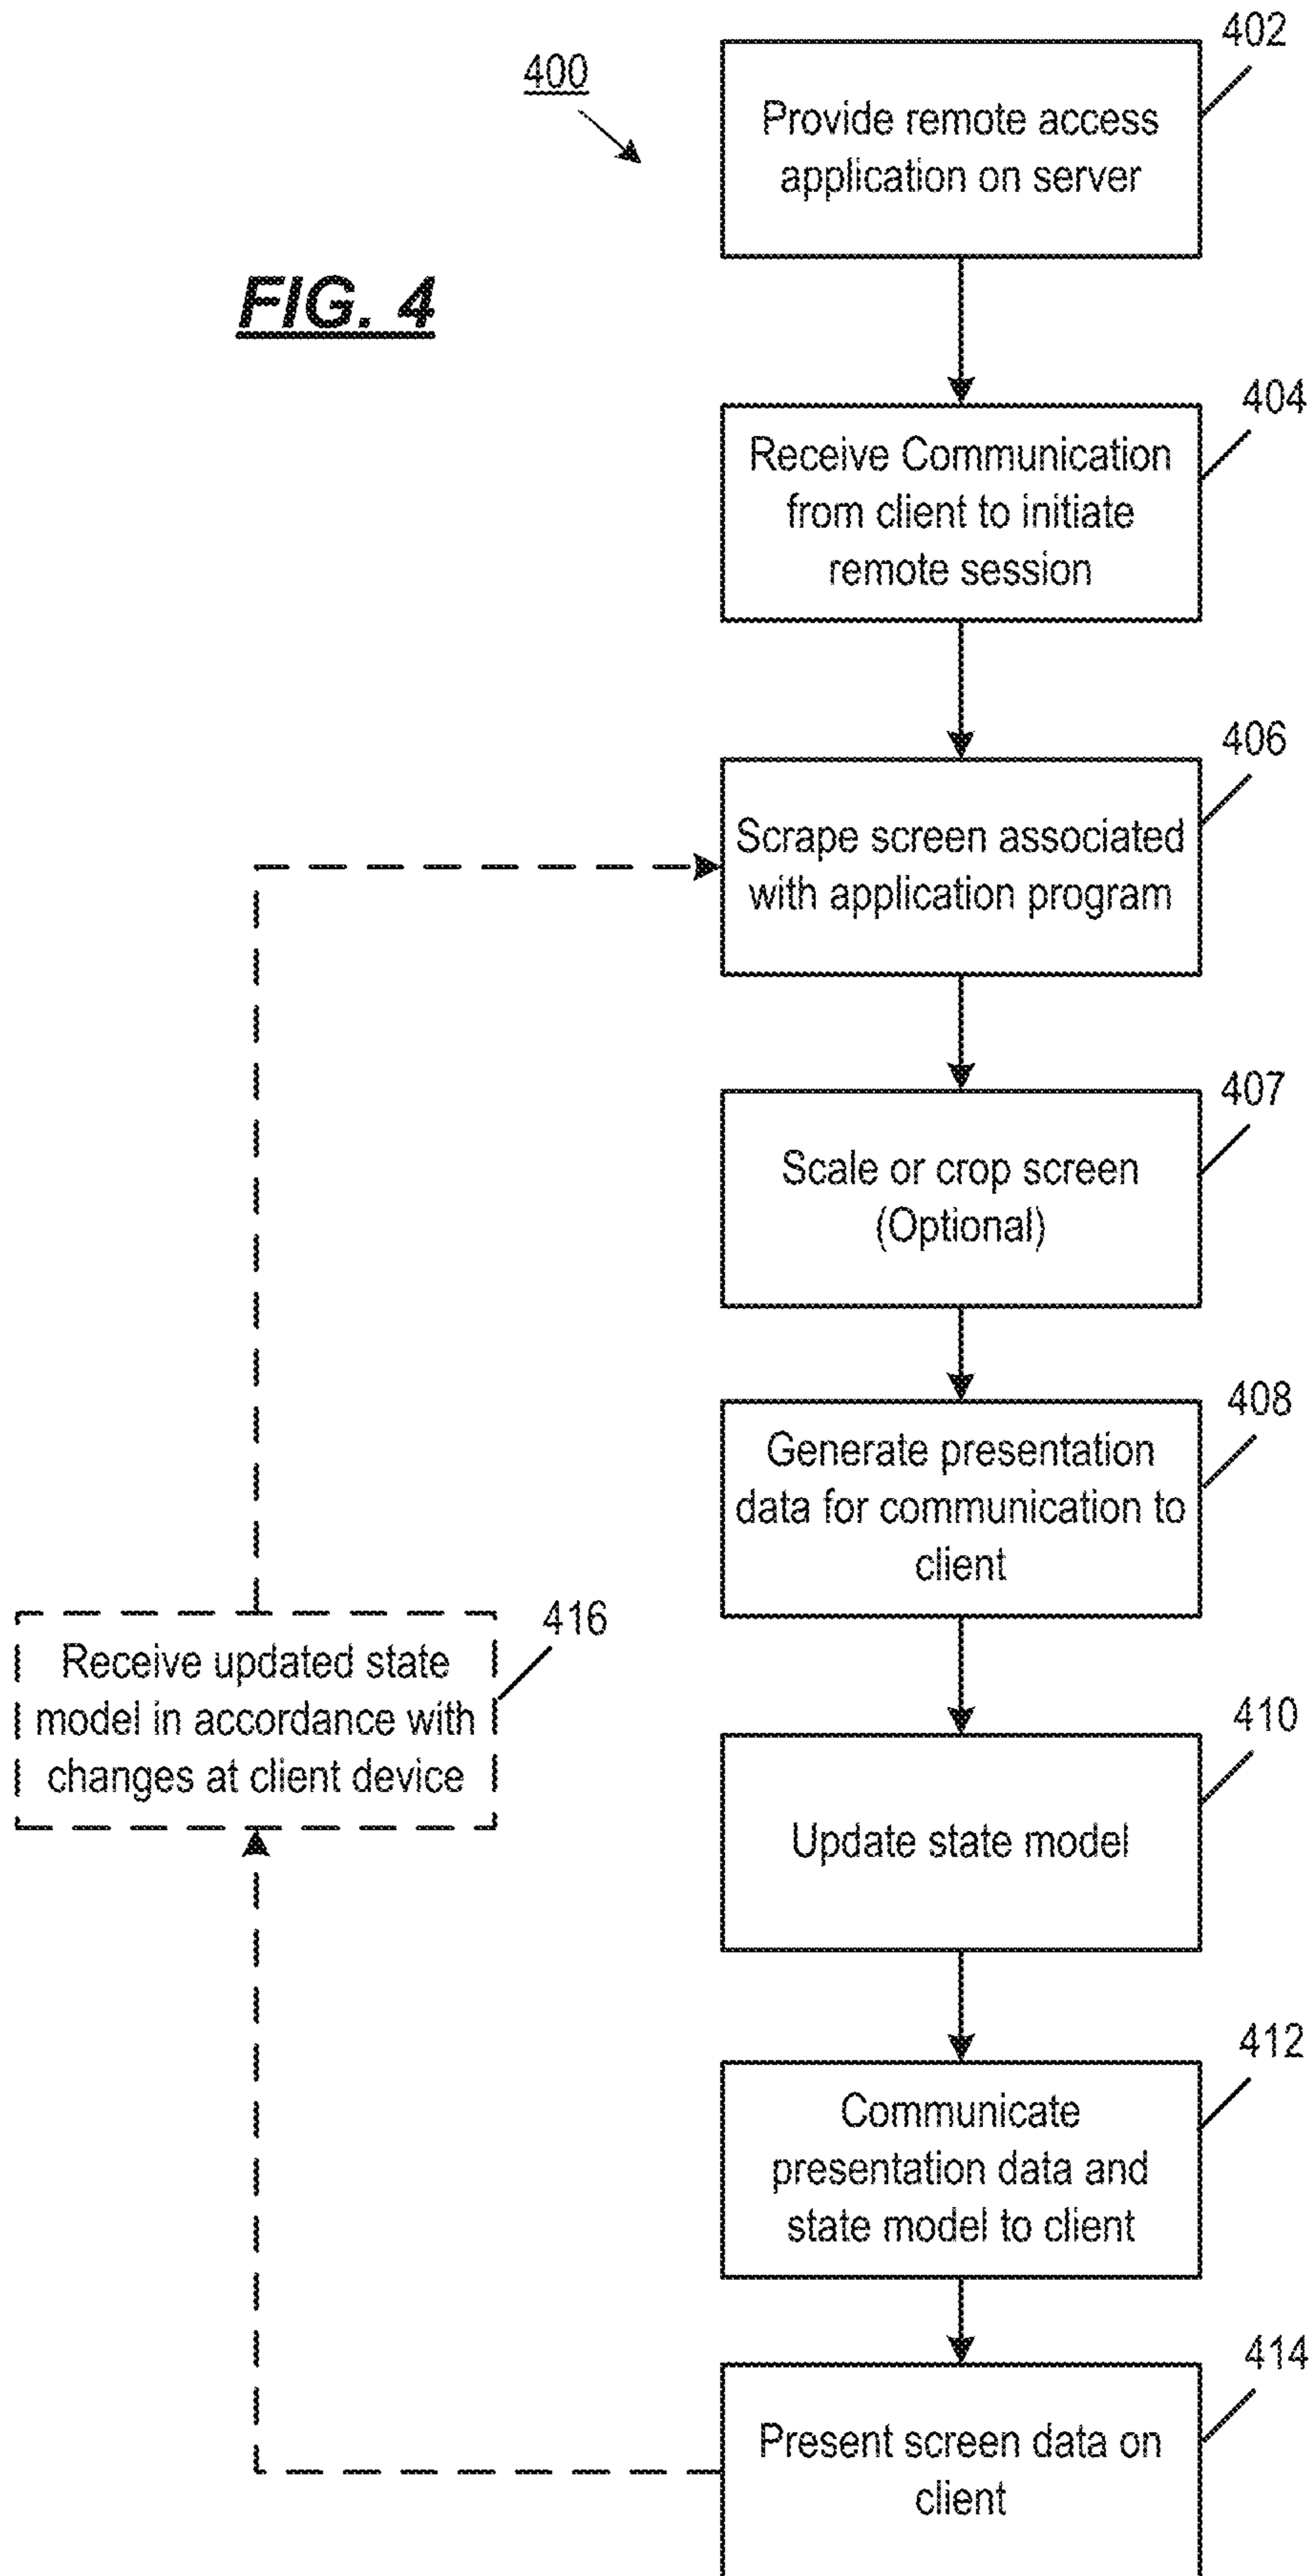 402
400
Provide remote access
application on server
FIG. 4
404
Receive Communication
from client to initiate
remote session
406
Scrape screen associated
with application program
407
Scale or crop screen
(Optional)
408
Generate presentation
data for communication to
client
416
Receive updated state
model in accordance with
changes at client device
410
Update state model
412
Communicate
presentation data and
state model to client
414
Present screen data on
client